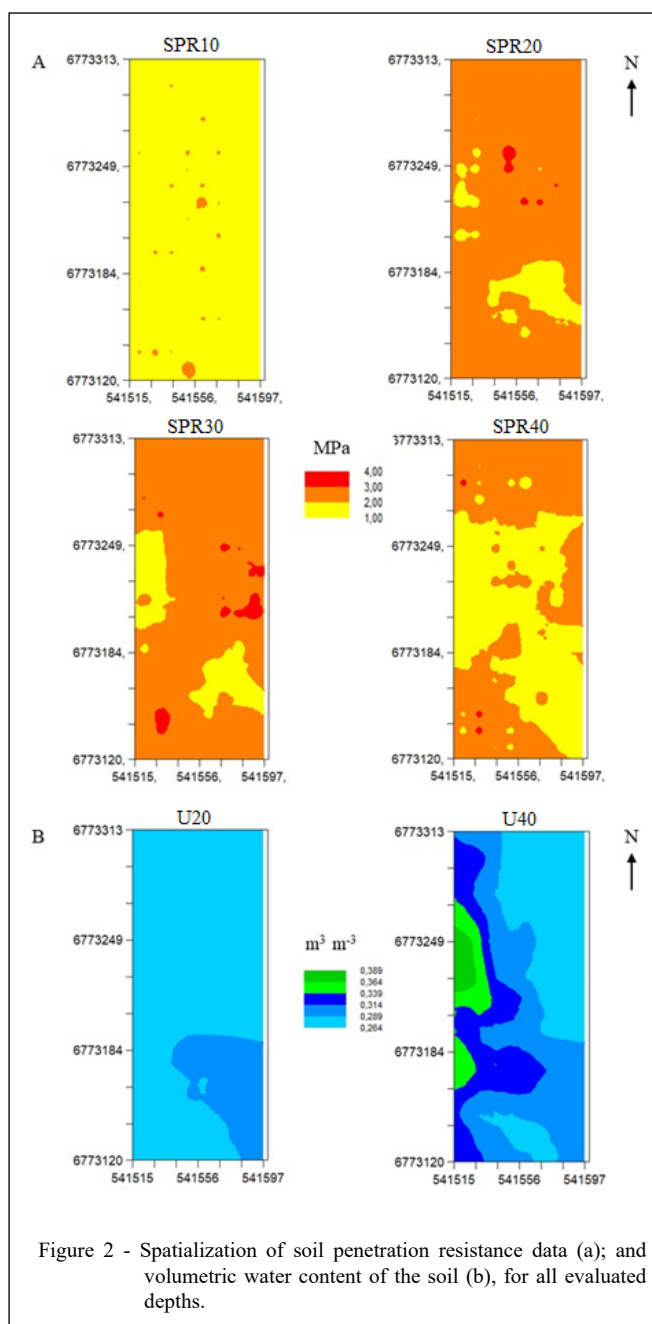 SPR10
SPR20
A
N
6773313,
6773249,
6773184,
6773120,
541515, 541556, 541597,
6773313,
6773249,
6773184,
6773120,
541515, 541556, 541597,
SPR30
SPR40
MPa
4,00
3,00
2,00
1,00
6773313,
6773249,
6773184,
6773120,
541515, 541556, 541597,
6773313,
6773249,
6773184,
6773120,
541515, 541556, 541597,
B
U20
U40
N
m³ m⁻³
0,389
0,364
0,339
0,314
0,289
0,264
6773313
6773249
6773184
6773120
541515 541556 541597
6773313
6773249
6773184
6773120
541515 541556 541597
Figure 2 - Spatialization of soil penetration resistance data (a); and
volumetric water content of the soil (b), for all evaluated
depths.